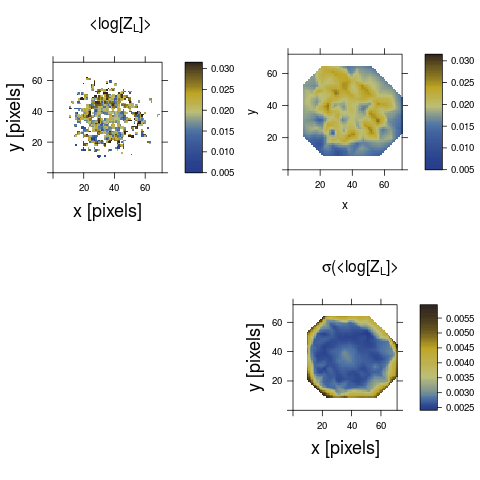 <log[Z_L]>
60
40
20
20 40 60
x [pixels]
y [pixels]
0.030
0.025
0.020
0.015
0.010
0.005
60
40
20
20 40 60
x
y
0.030
0.025
0.020
0.015
0.010
0.005
σ(<log[Z_L]>
60
40
20
20 40 60
x [pixels]
y [pixels]
0.0055
0.0050
0.0045
0.0040
0.0035
0.0030
0.0025